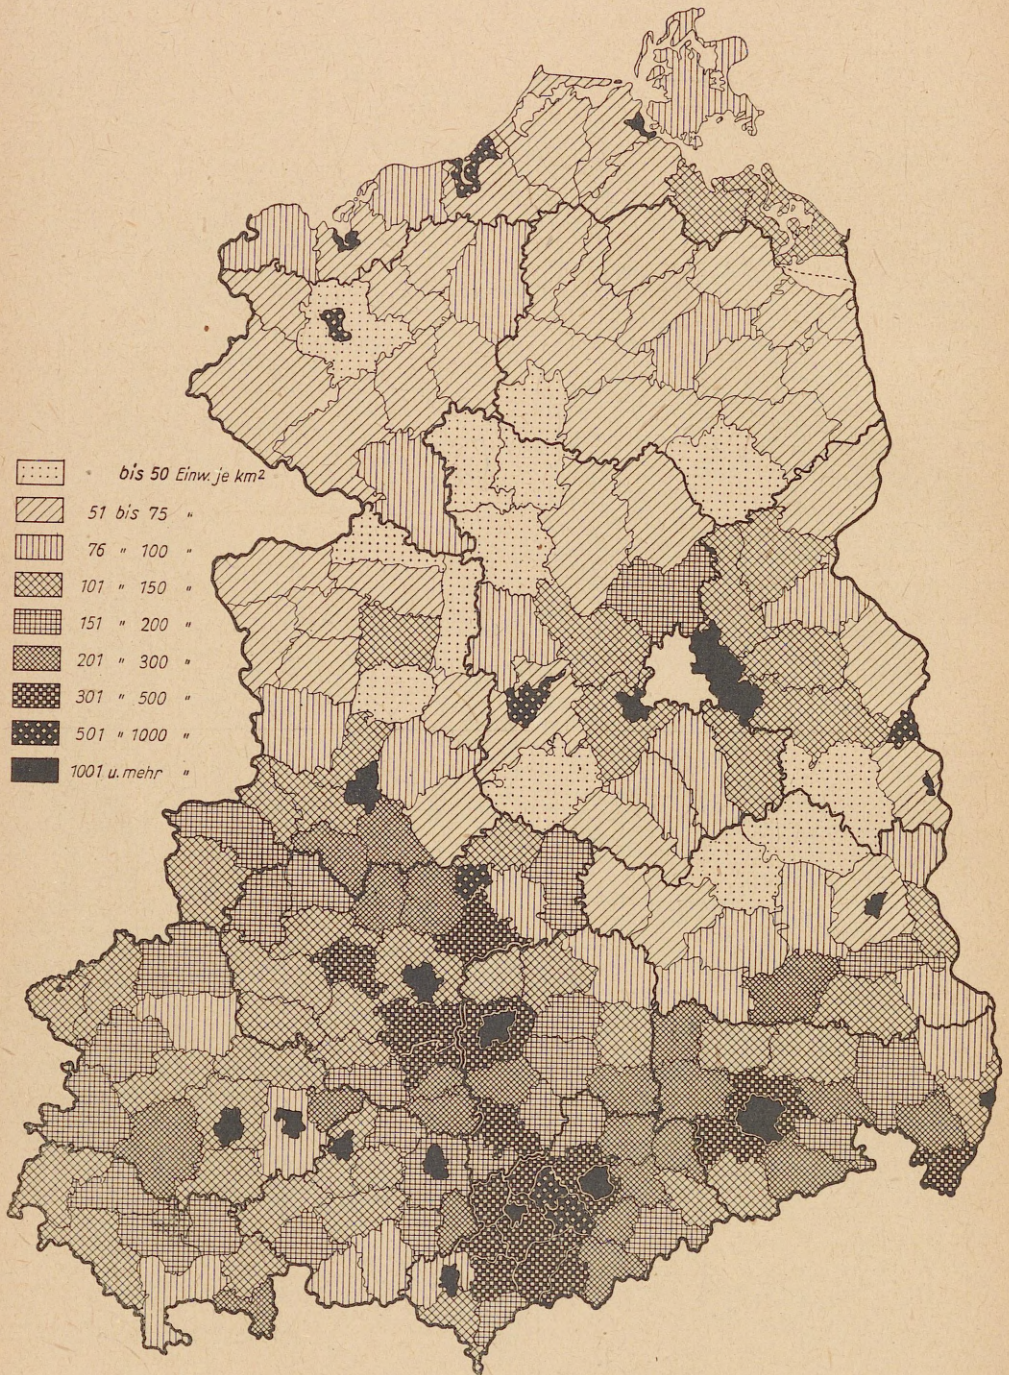 bis 50 Einw. je km²
51 bis 75 "
76 " 100 "
101 " 150 "
151 " 200 "
201 " 300 "
301 " 500 "
501 " 1000 "
1001 u. mehr "